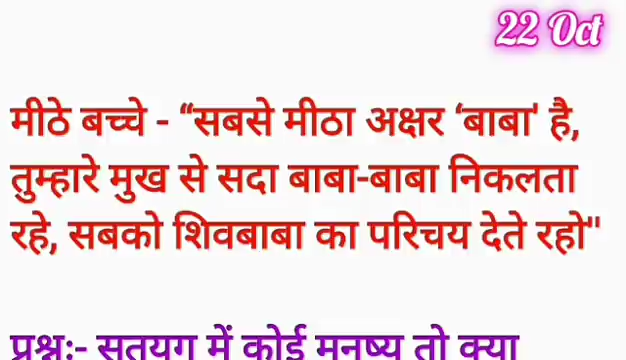 22 Oct
मीठे बच्चे - “सबसे मीठा अक्षर ‘बाबा' है,
तुम्हारे मुख से सदा बाबा-बाबा निकलता
रहे, सबको शिवबाबा का परिचय देते रहो"
प्रश्नः- सतयुग में कोई मनुष्य तो क्या